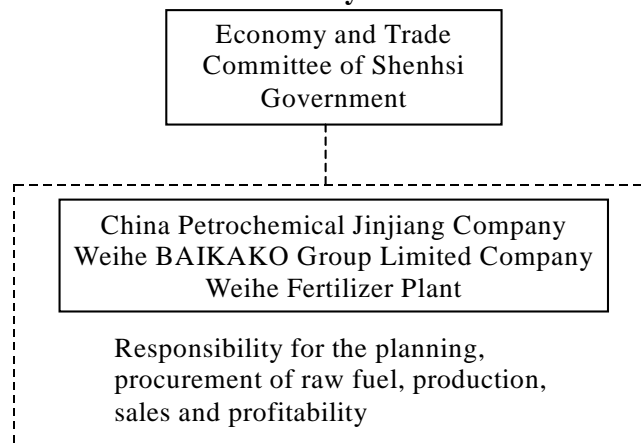 Economy and Trade
Committee of Shenhsi
Government
China Petrochemical Jinjiang Company
Weihe BAIKAKO Group Limited Company
Weihe Fertilizer Plant
Responsibility for the planning,
procurement of raw fuel, production,
sales and profitability